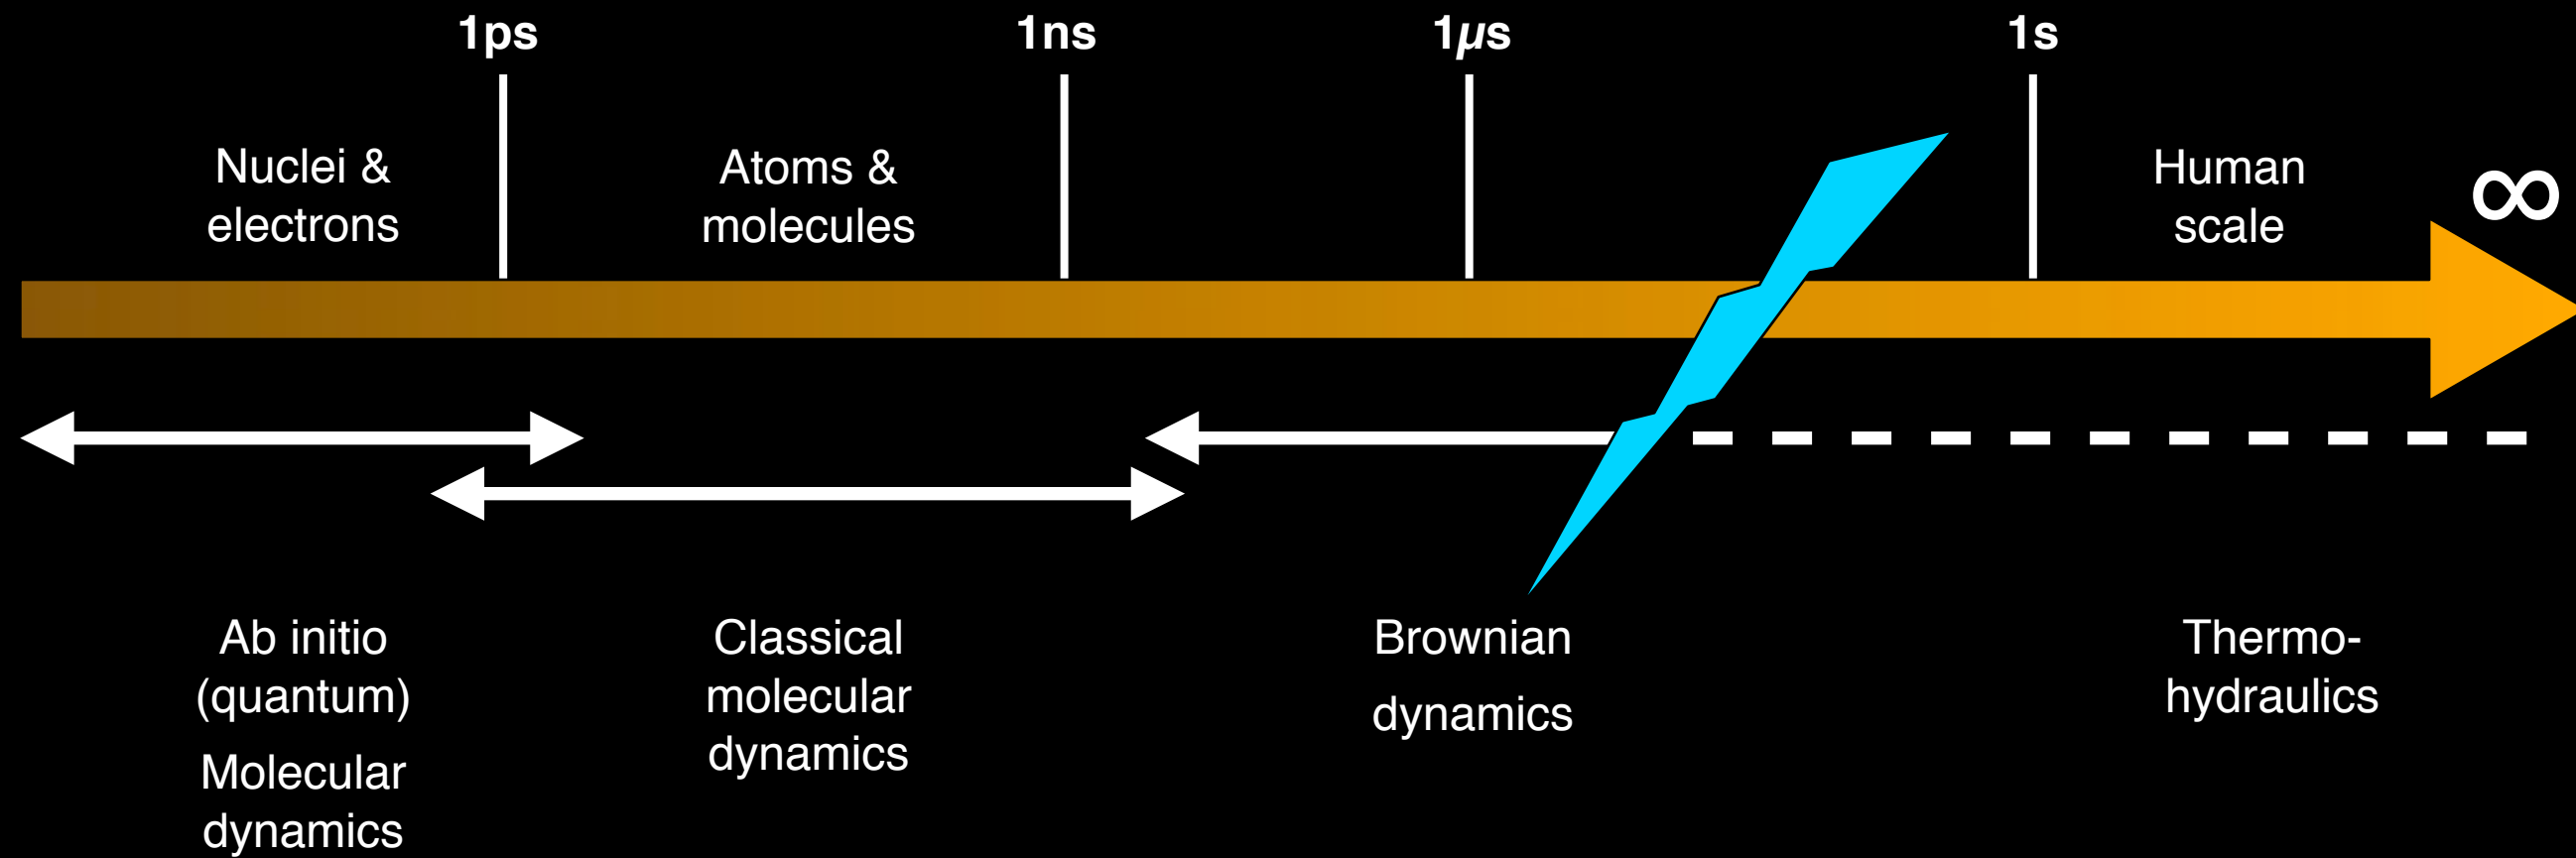 1ps
1ns
1µs
1s
Nuclei &
electrons
Atoms &
molecules
Human
scale
∞
Ab initio
(quantum)
Molecular
dynamics
Classical
molecular
dynamics
Brownian
dynamics
Thermo-
hydraulics